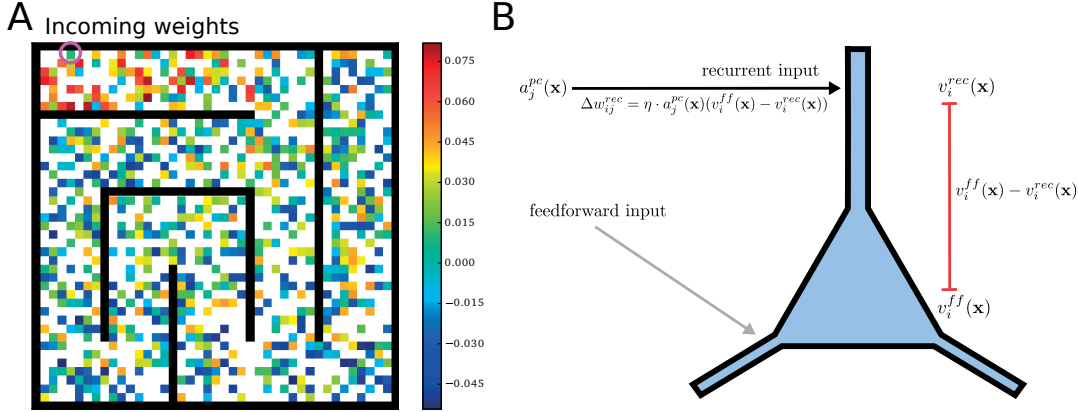 A
Incoming weights
0.075
0.060
0.045
0.030
0.015
0.000
−0.015
−0.030
−0.045
B
recurrent input
a_j^{pc}(x)
Δw_{ij}^{rec} = η · a_j^{pc}(x)(v_i^{ff}(x) − v_i^{rec}(x))
v_i^{rec}(x)
v_i^{ff}(x) − v_i^{rec}(x)
feedforward input
v_i^{ff}(x)